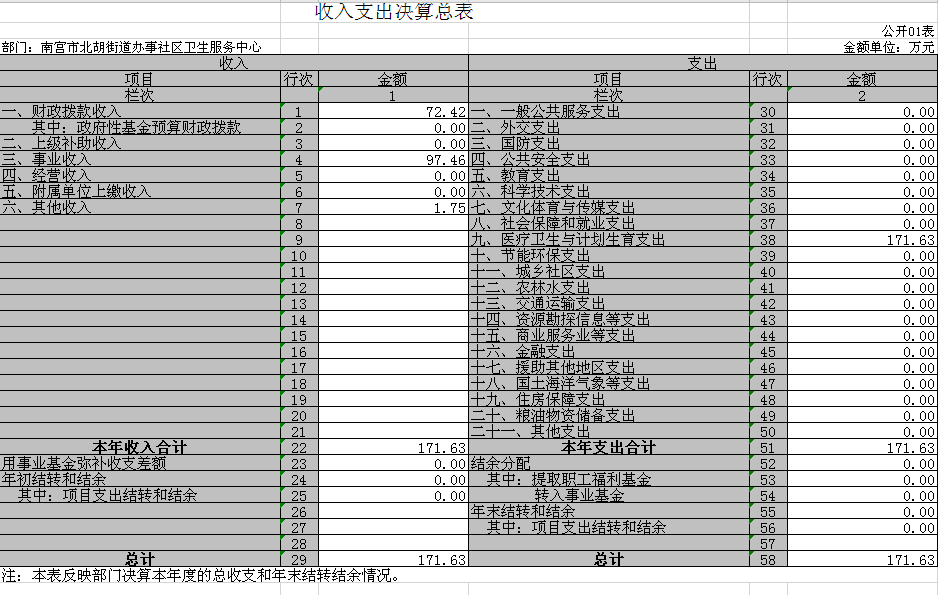 收入支出决算总表
公开01表
部门：南宫市北胡街道办事社区卫生服务中心 金额单位：万元
收入 支出
项目 行次 金额 项目 行次 金额
栏次 1 栏次 2
一、财政拨款收入 1 72.42 一、一般公共服务支出 30 0.00
其中：政府性基金预算财政拨款 2 0.00 二、外交支出 31 0.00
二、上级补助收入 3 0.00 三、国防支出 32 0.00
三、事业收入 4 97.46 四、公共安全支出 33 0.00
四、经营收入 5 0.00 五、教育支出 34 0.00
五、附属单位上缴收入 6 0.00 六、科学技术支出 35 0.00
六、其他收入 7 1.75 七、文化体育与传媒支出 36 0.00
8 八、社会保障和就业支出 37 0.00
9 九、医疗卫生与计划生育支出 38 171.63
10 十、节能环保支出 39 0.00
11 十一、城乡社区支出 40 0.00
12 十二、农林水支出 41 0.00
13 十三、交通运输支出 42 0.00
14 十四、资源勘探信息等支出 43 0.00
15 十五、商业服务业等支出 44 0.00
16 十六、金融支出 45 0.00
17 十七、援助其他地区支出 46 0.00
18 十八、国土海洋气象等支出 47 0.00
19 十九、住房保障支出 48 0.00
20 二十、粮油物资储备支出 49 0.00
21 二十一、其他支出 50 0.00
本年收入合计 22 171.63 本年支出合计 51 171.63
用事业基金弥补收支差额 23 0.00 结余分配 52 0.00
年初结转和结余 24 0.00 其中：提取职工福利基金 53 0.00
其中：项目支出结转和结余 25 0.00 转入事业基金 54 0.00
26 年末结转和结余 55 0.00
27 其中：项目支出结转和结余 56 0.00
28 57
总计 29 171.63 总计 58 171.63
注：本表反映部门决算本年度的总收支和年末结转结余情况。